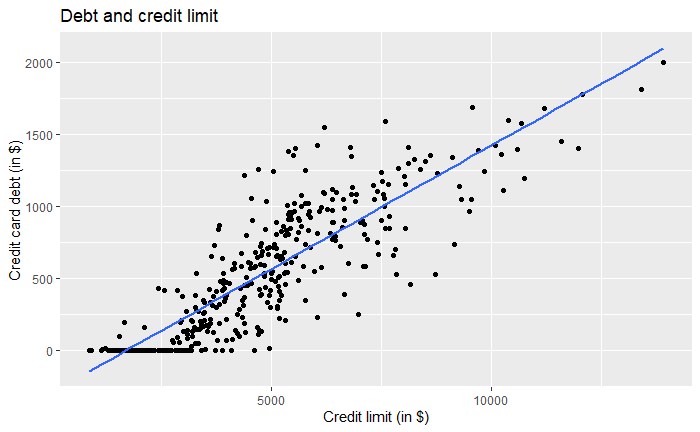 Debt and credit limit
2000
1500
1000
500
0
Credit card debt (in $)
5000
10000
Credit limit (in $)